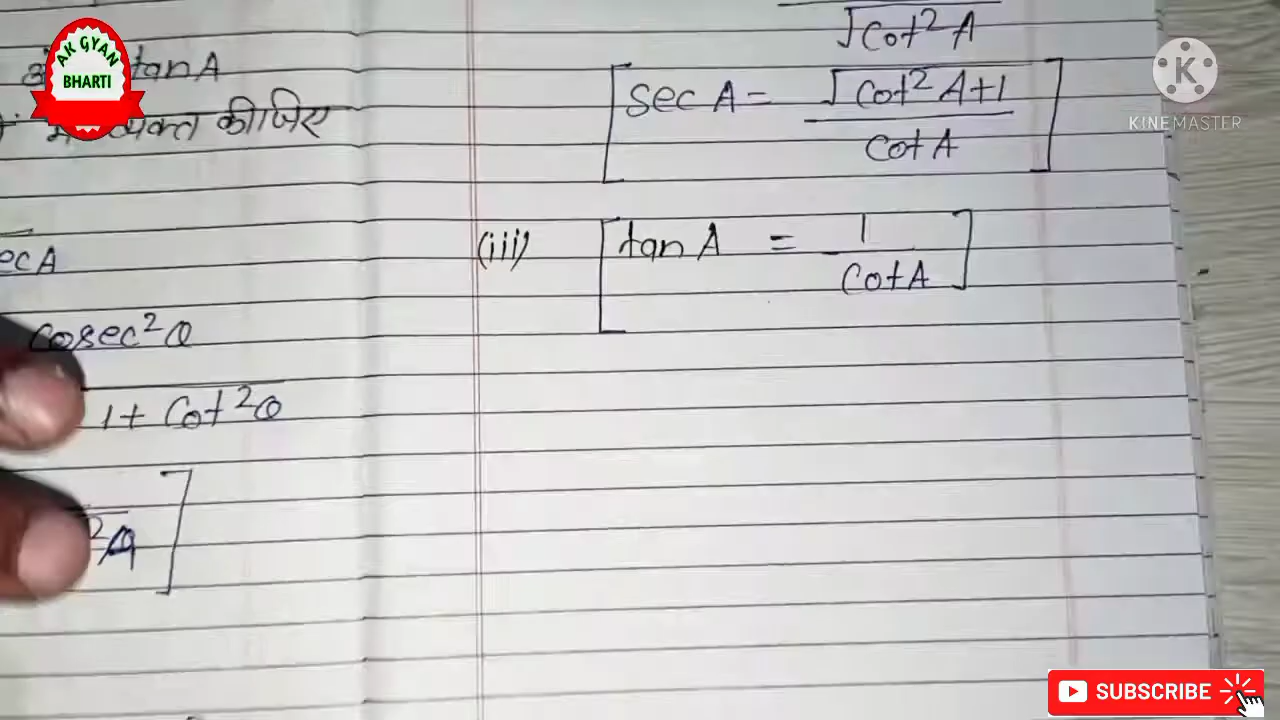 AK GYAN
BHARTI
tan A
व्यक्त कीजिए
ecA
cosec²θ
1 + cot²θ
²A
√cot²A
sec A = √cot²A+1
cot A
(iii) tan A = 1
cot A
KINEMASTER
SUBSCRIBE